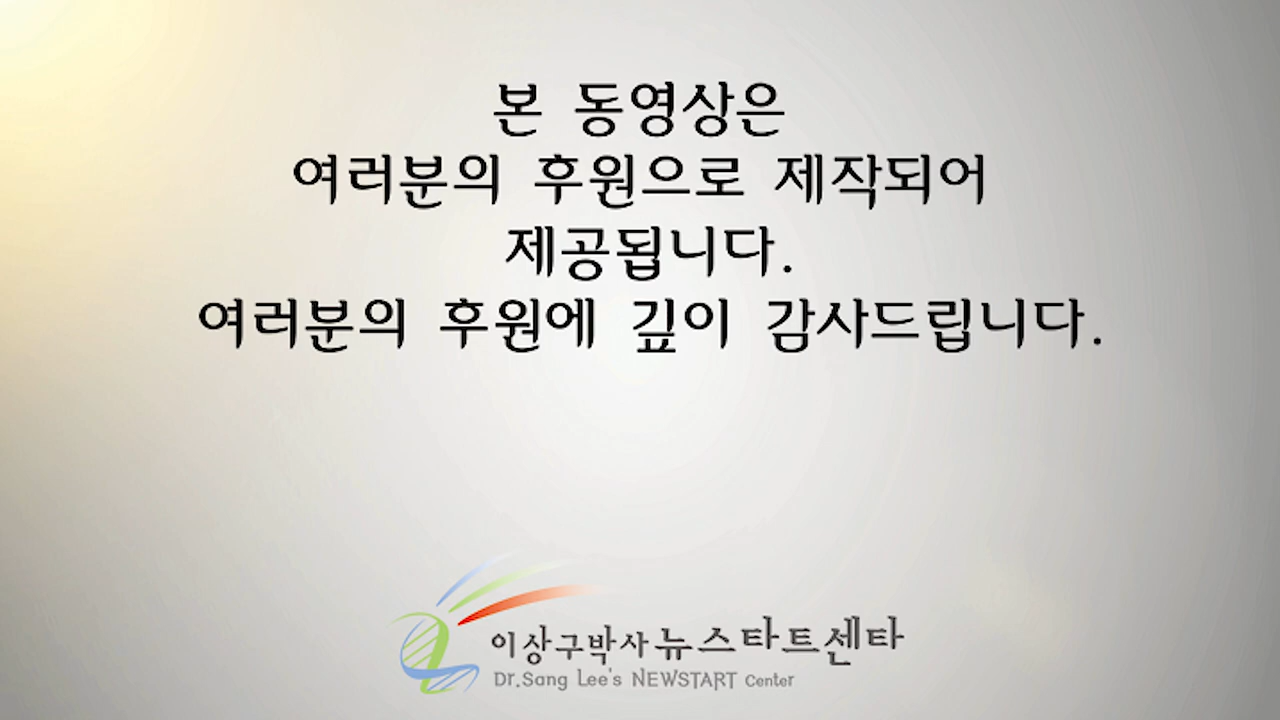 본 동영상은
여러분의 후원으로 제작되어
제공됩니다.
여러분의 후원에 깊이 감사드립니다.
이상구박사뉴스타트센타
Dr.Sang Lee's NEWSTART Center